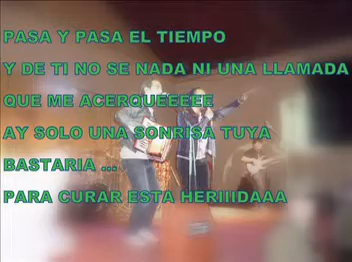 PASA Y PASA EL TIEMPO
Y DE TI NO SE NADA NI UNA LLAMADA
QUE ME ACERQUEEEEE
AY SOLO UNA SONRISA TUYA
BASTARIA ...
PARA CURAR ESTA HERIIIDAAA